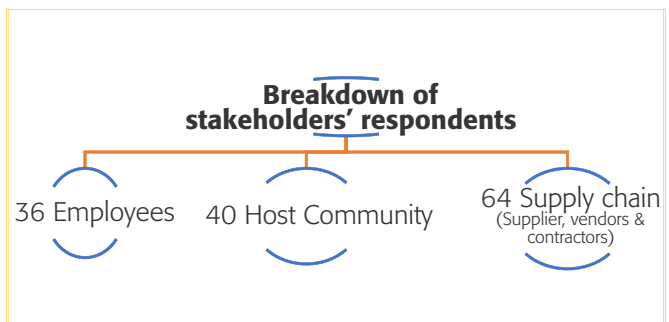 Breakdown of
stakeholders’ respondents
36 Employees
40 Host Community
64 Supply chain
(Supplier, vendors &
contractors)